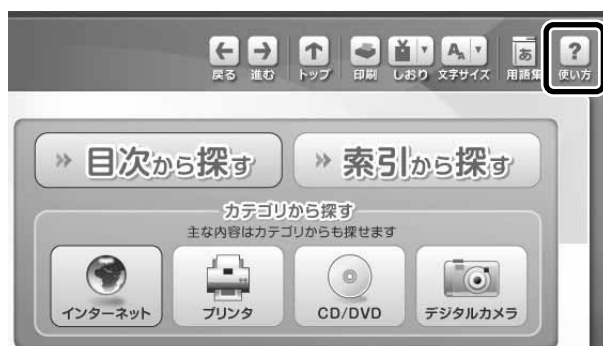 戻る 進む トップ 印刷 しおり 文字サイズ あ 用語集 ? 使い方
» 目次から探す » 索引から探す
カテゴリから探す
主な内容はカテゴリからも探せます
インターネット プリンタ CD/DVD デジタルカメラ